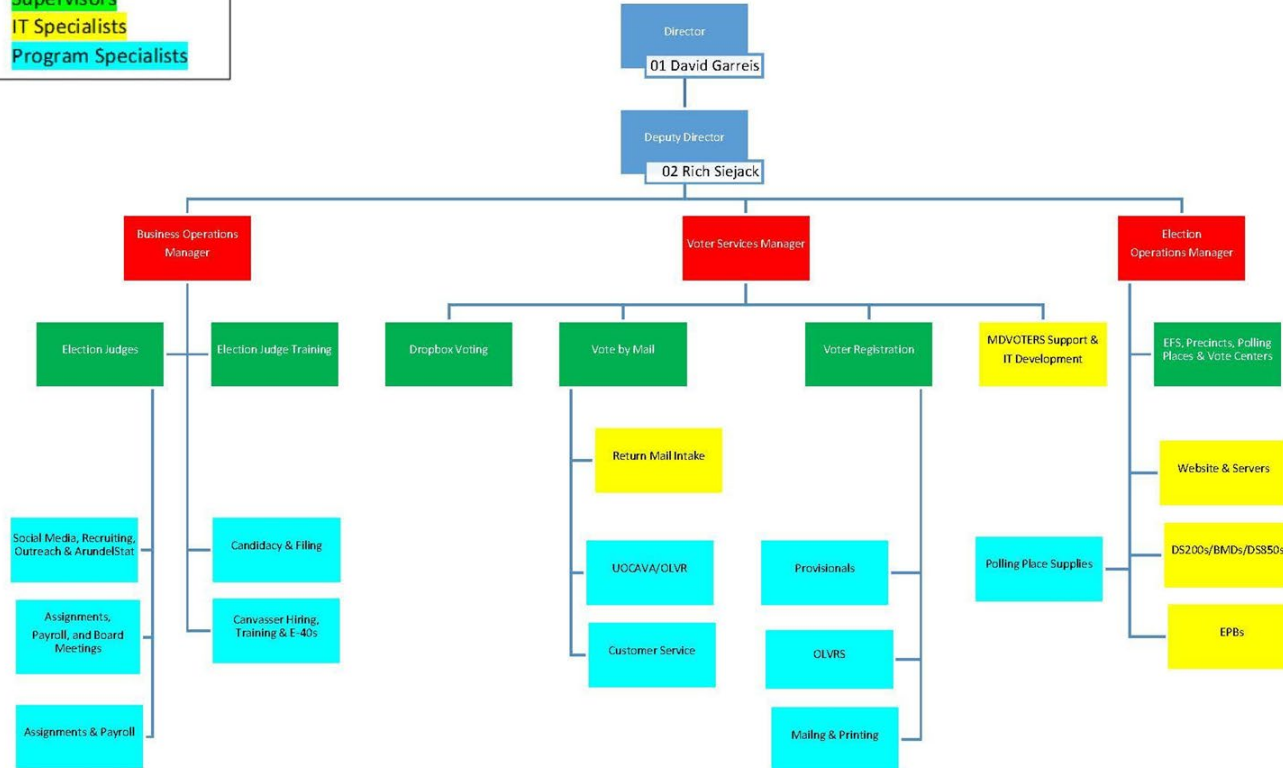 Supervisors
IT Specialists
Program Specialists
Director
01 David Garreis
Deputy Director
02 Rich Siejack
Business Operations
Manager
Voter Services Manager
Election
Operations Manager
Election Judges
Election Judge Training
Dropbox Voting
Vote by Mail
Voter Registration
MDVOTERS Support &
IT Development
EFS, Precincts, Polling
Places & Vote Centers
Return Mail Intake
Website & Servers
Social Media, Recruiting,
Outreach & ArundelStat
Candidacy & Filing
UOCAVA/OLVR
Provisionals
Polling Place Supplies
DS200s/BMDs/DS850s
Assignments,
Payroll, and Board
Meetings
Canvasser Hiring,
Training & E-40s
Customer Service
OLVRS
EPBs
Assignments & Payroll
Mailng & Printing